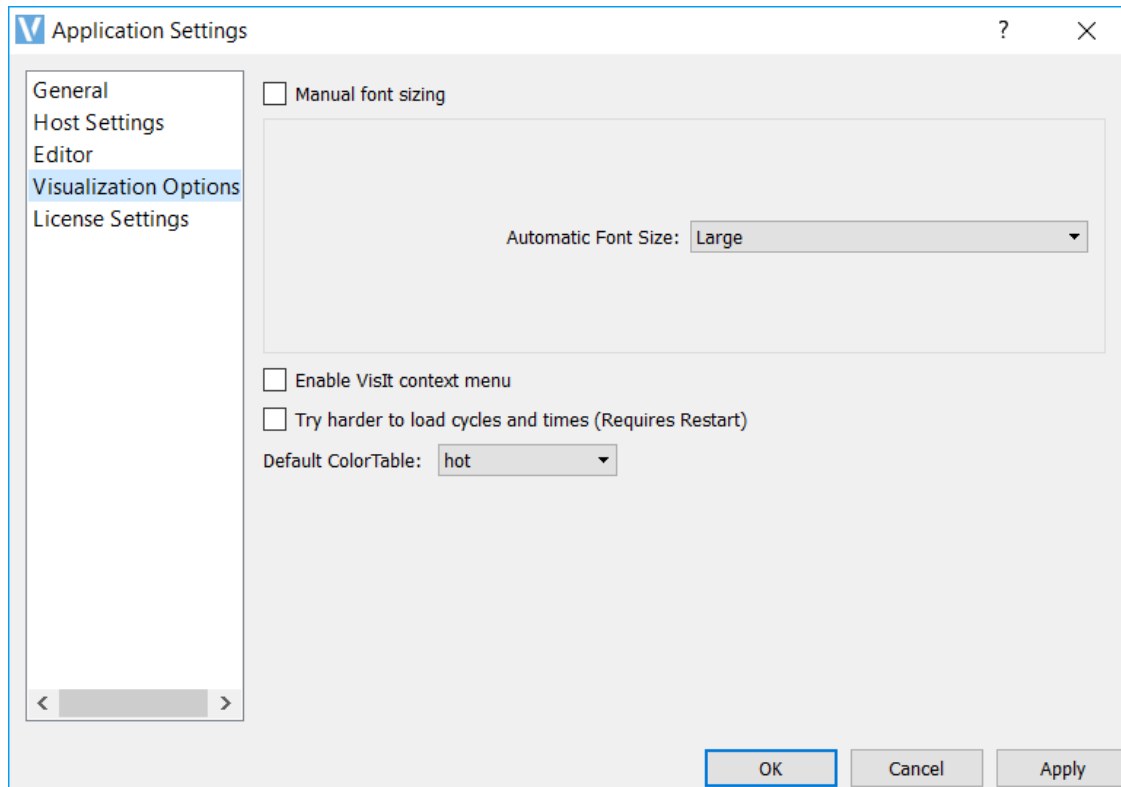 Application Settings
?
General
Host Settings
Editor
Visualization Options
License Settings
Manual font sizing
Automatic Font Size: Large
Enable VisIt context menu
Try harder to load cycles and times (Requires Restart)
Default ColorTable: hot
OK Cancel Apply